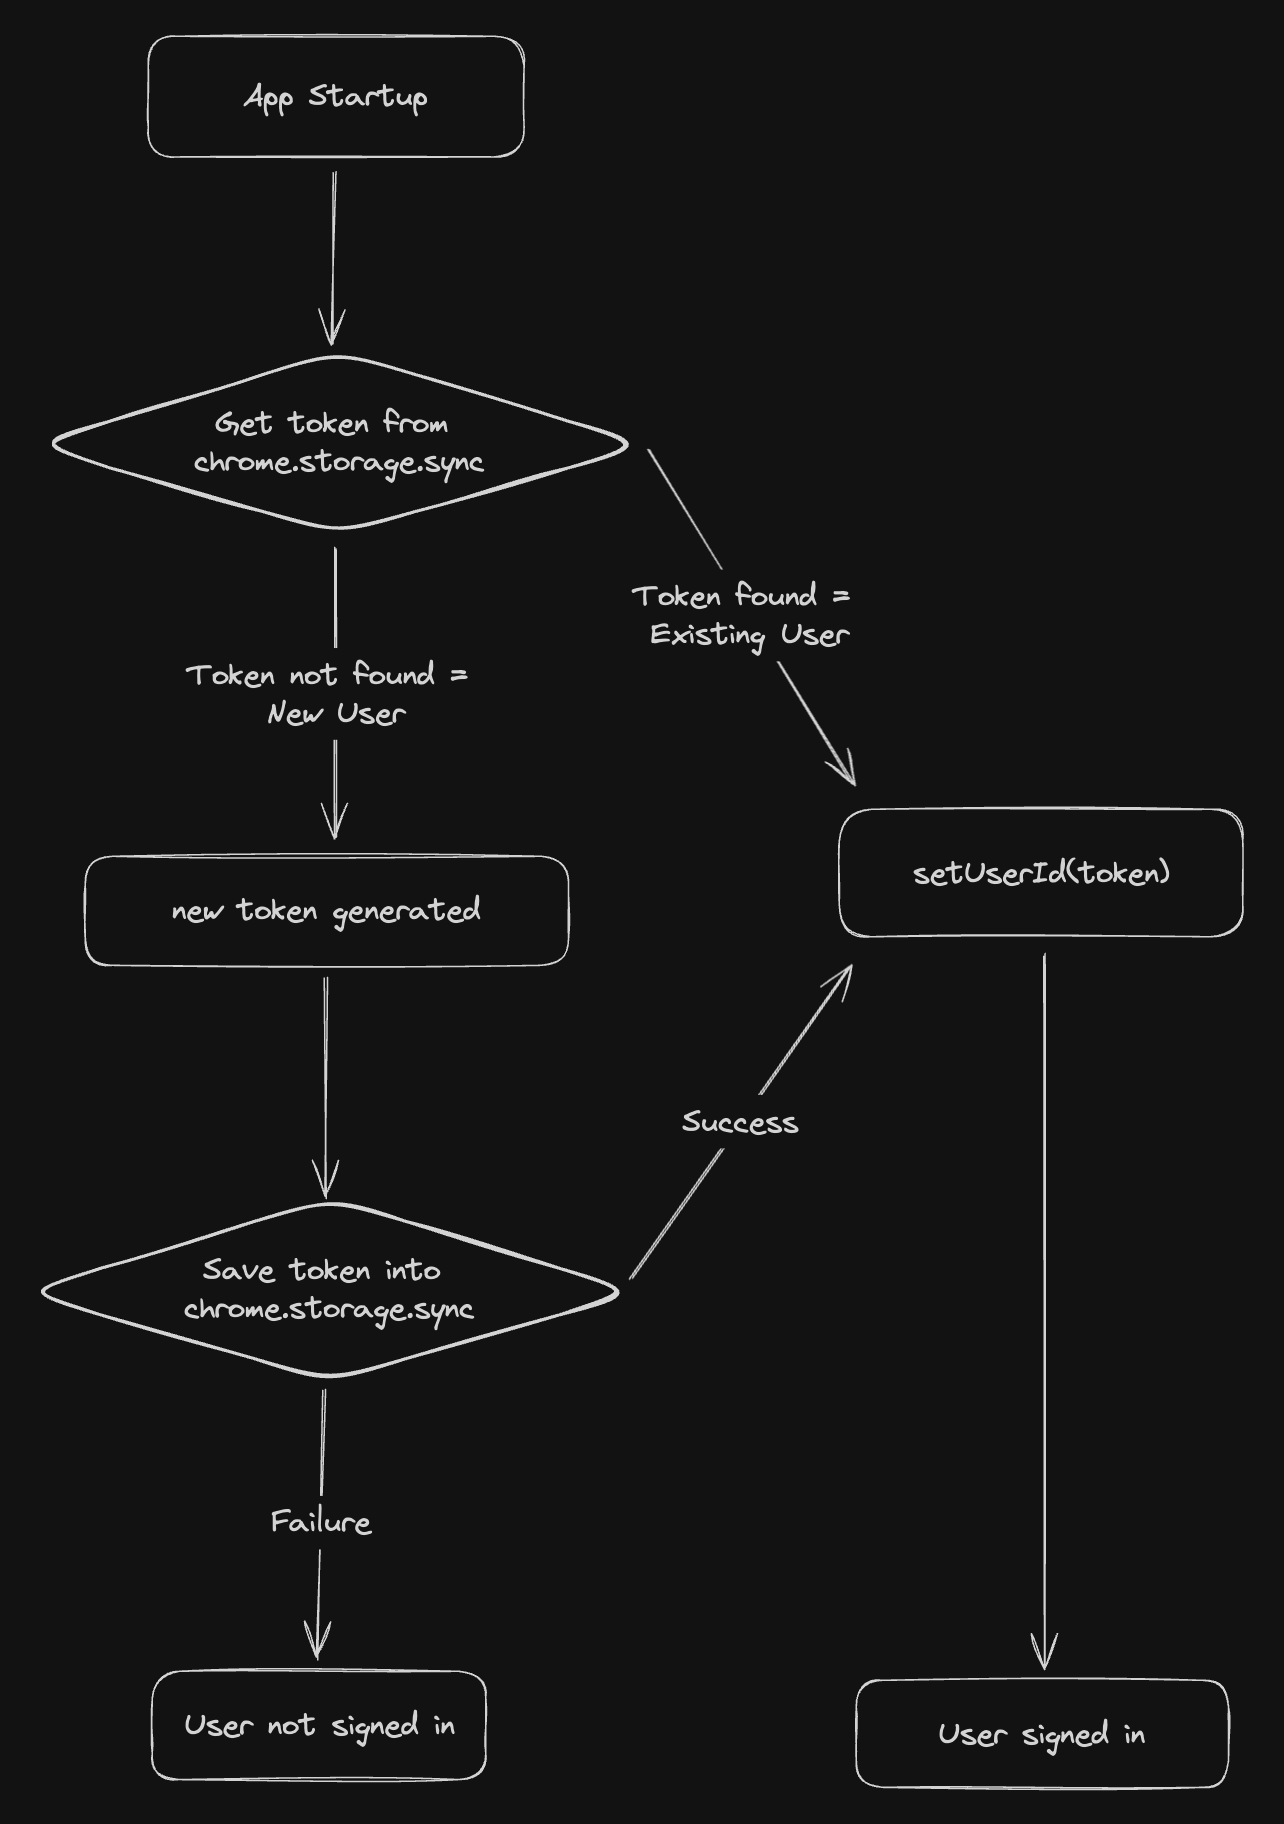 App Startup
Get token from
chrome.storage.sync
Token found =
Existing User
Token not found =
New User
setUserId(token)
new token generated
Success
Save token into
chrome.storage.sync
Failure
User not signed in
User signed in